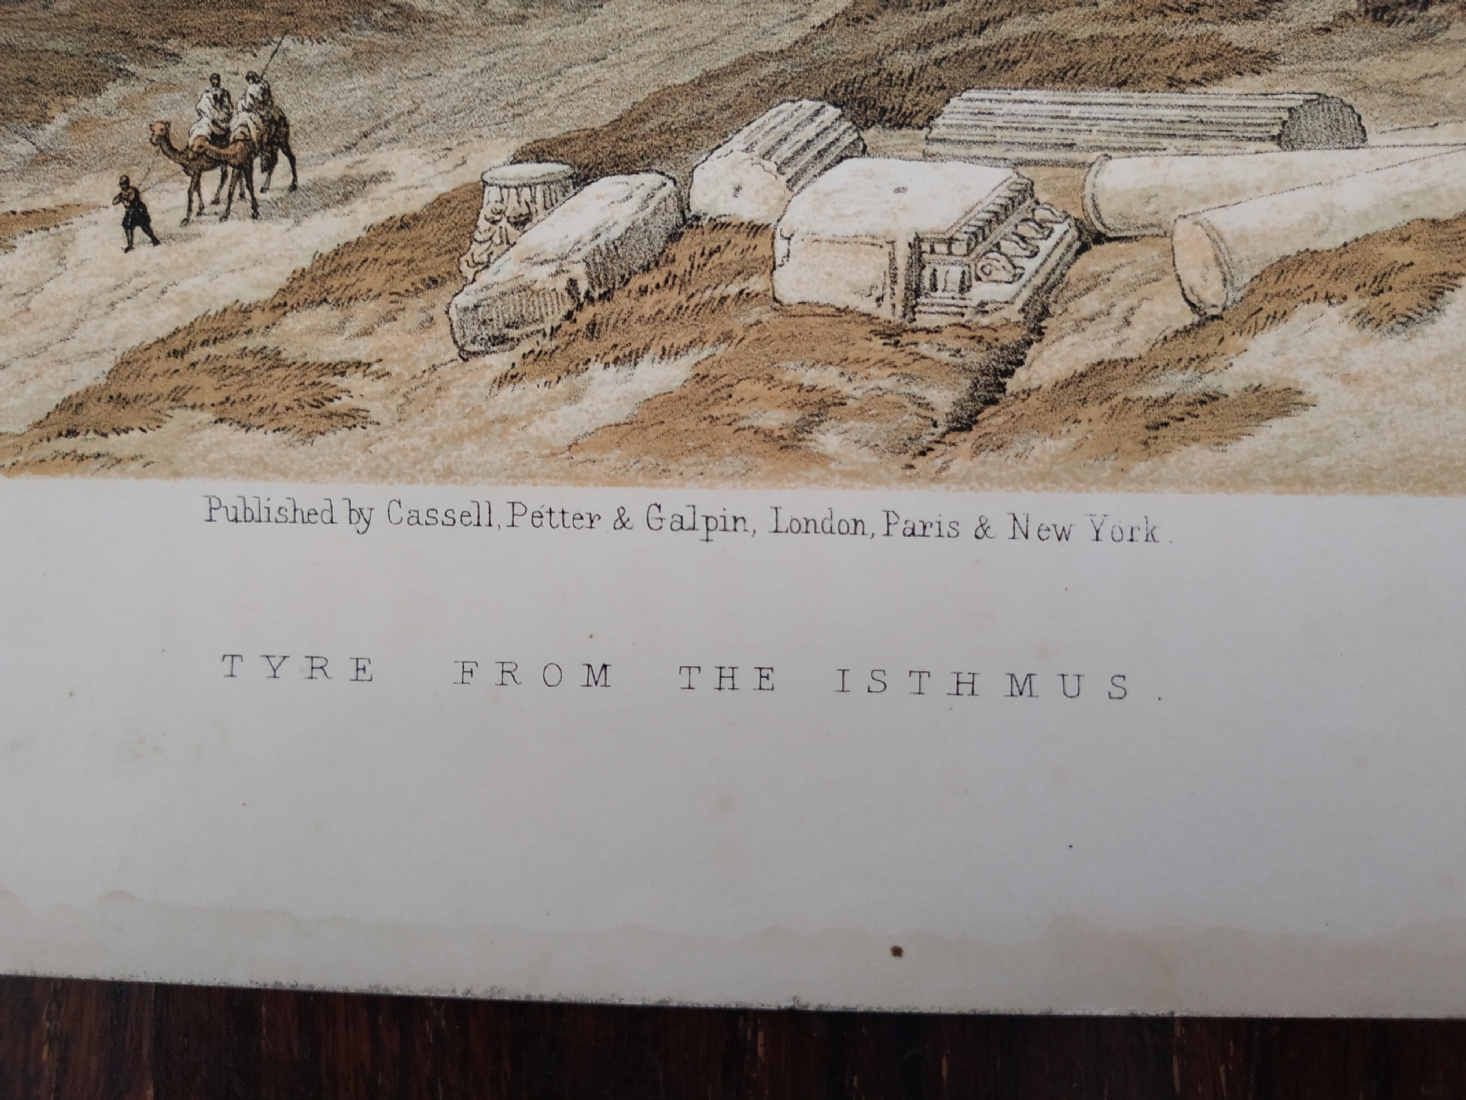 Published by Cassell, Petter & Galpin, London, Paris & New York.
TYRE FROM THE ISTHMUS.